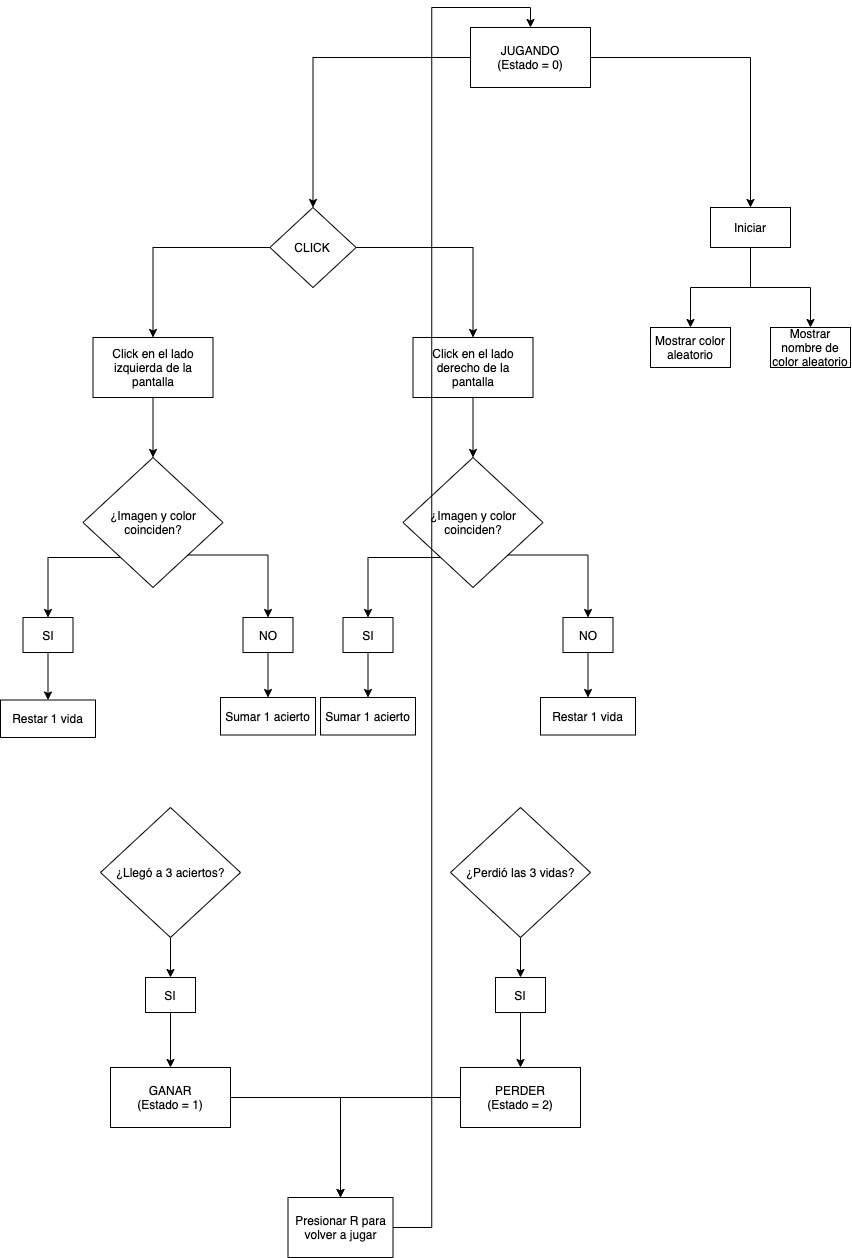 JUGANDO
(Estado = 0)
Iniciar
CLICK
Mostrar color
aleatorio
Mostrar
nombre de
color aleatorio
Click en el lado
izquierda de la
pantalla
Click en el lado
derecho de la
pantalla
¿Imagen y color
coinciden?
¿Imagen y color
coinciden?
SI
NO
SI
NO
Restar 1 vida
Sumar 1 acierto
Sumar 1 acierto
Restar 1 vida
¿Llegó a 3 aciertos?
¿Perdió las 3 vidas?
SI
SI
GANAR
(Estado = 1)
PERDER
(Estado = 2)
Presionar R para
volver a jugar